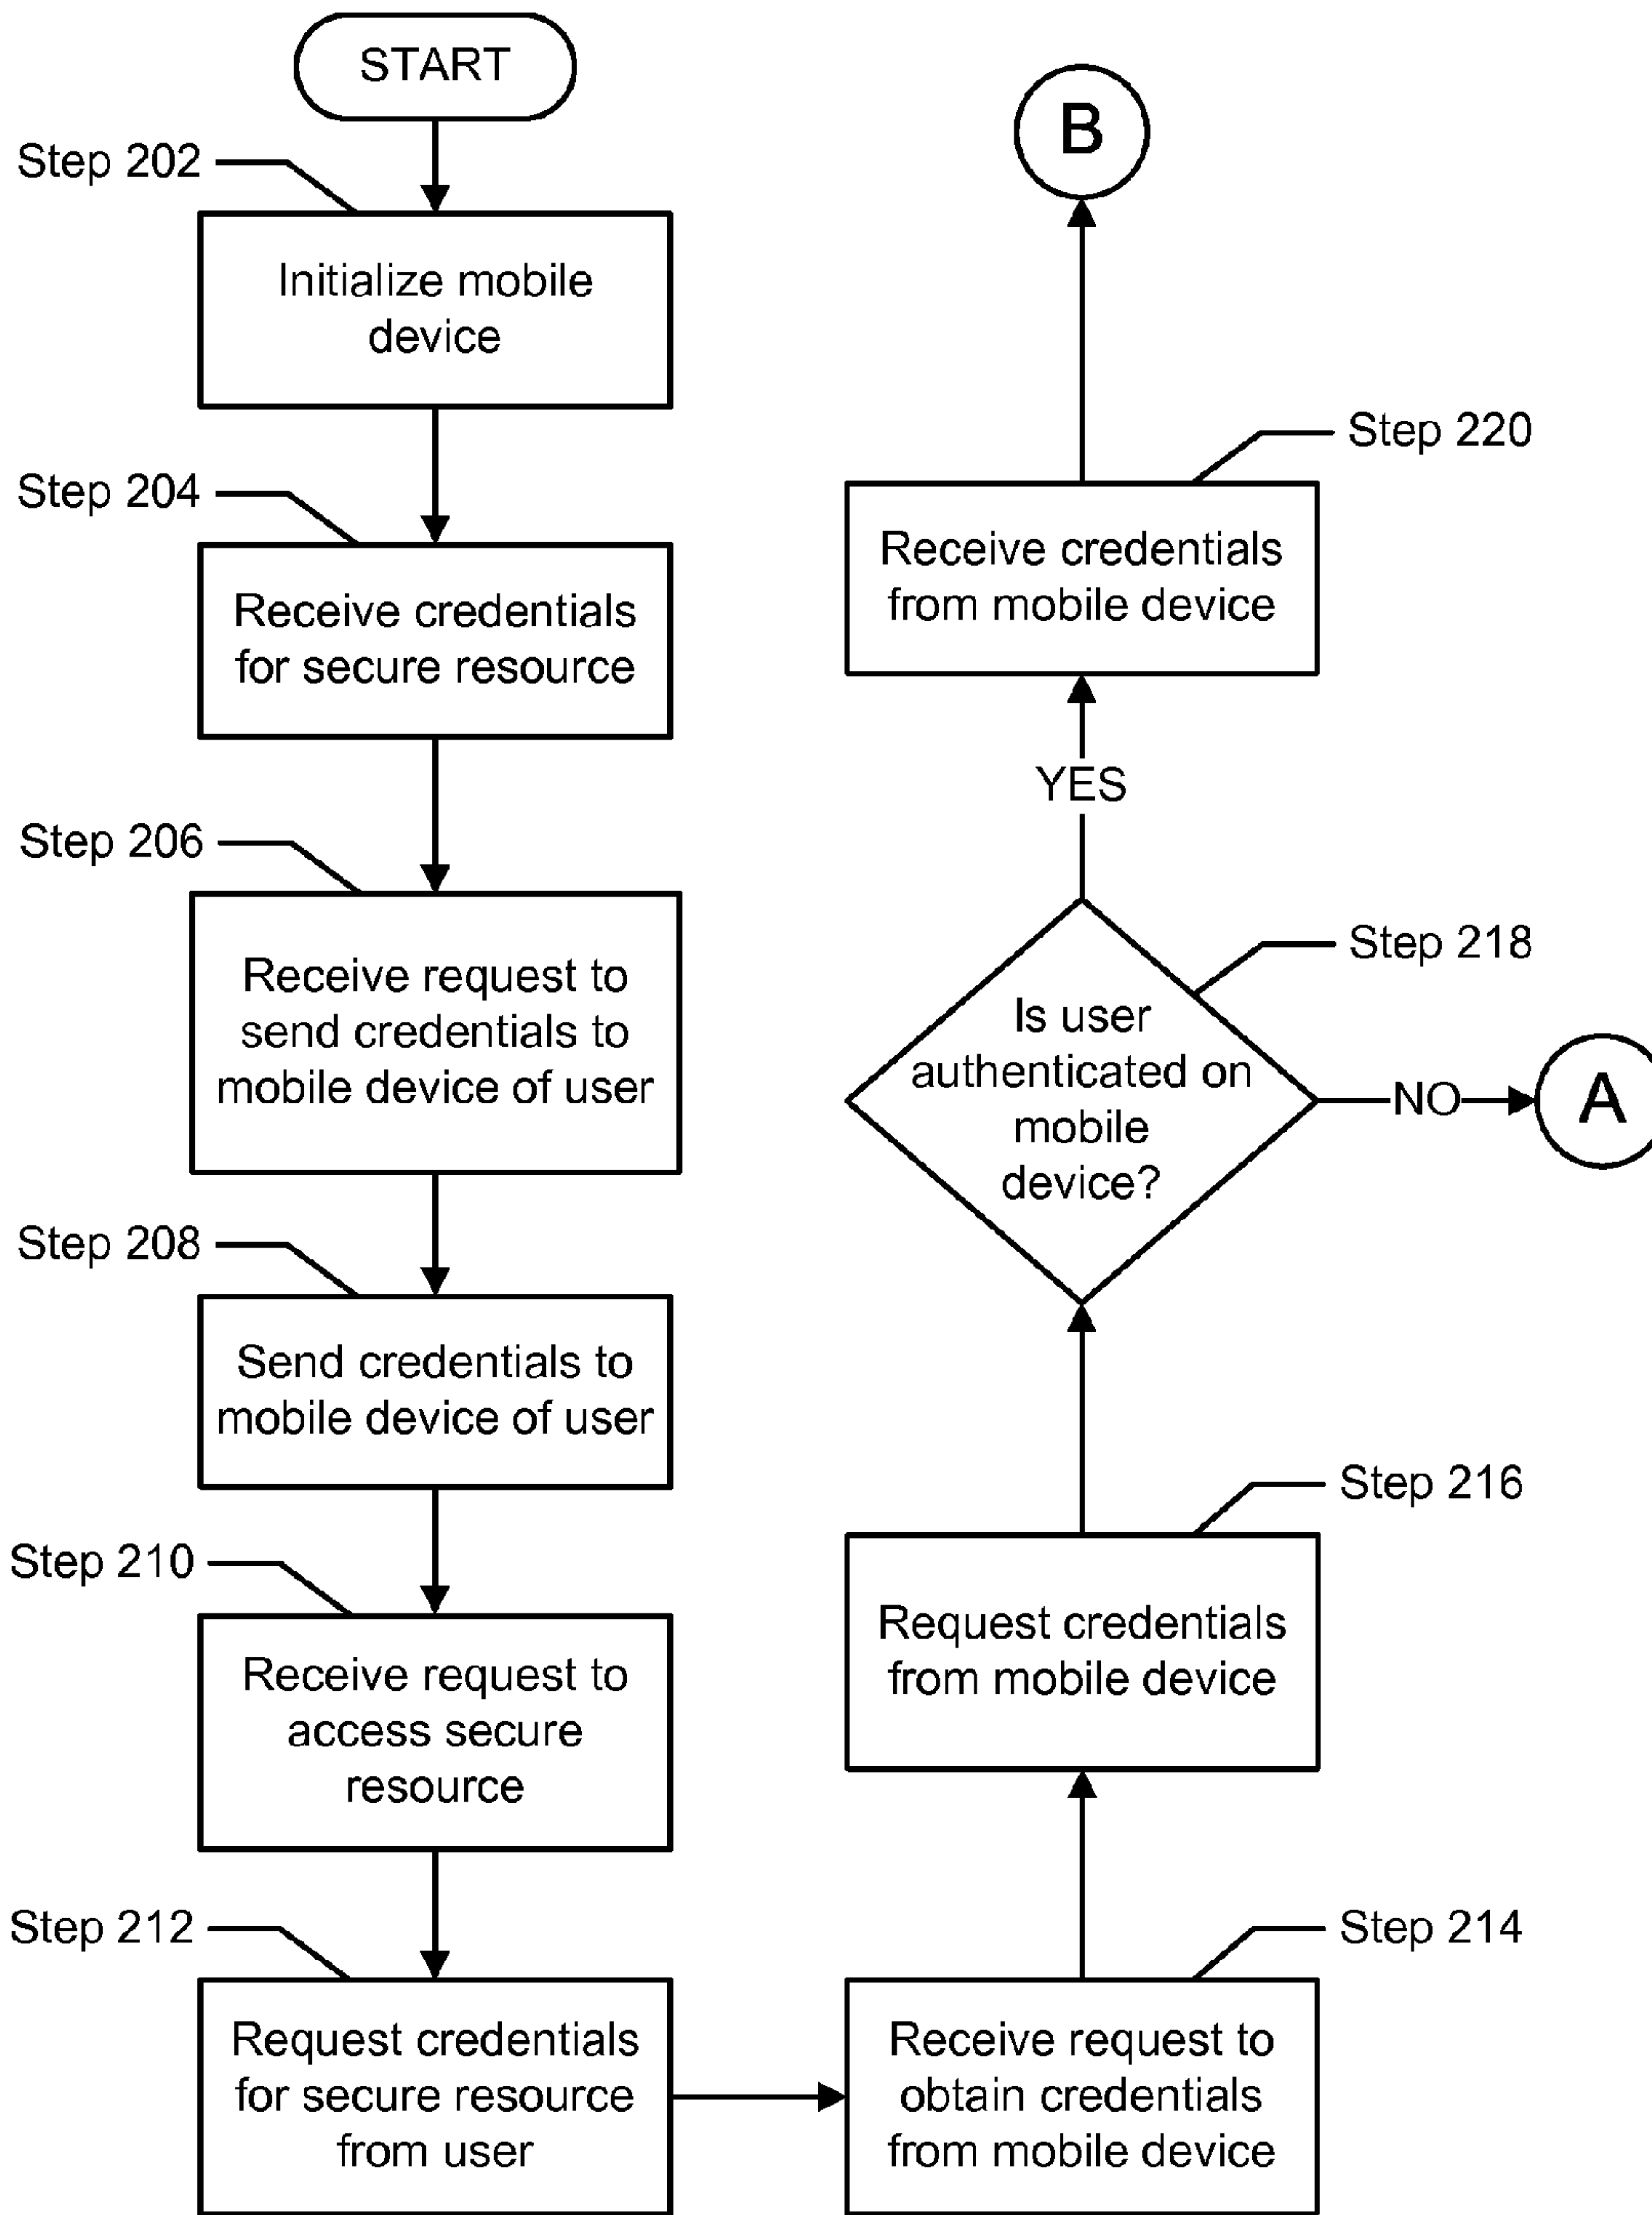 START
Step 202
Initialize mobile
device
Step 204
Receive credentials
for secure resource
Step 206
Receive request to
send credentials to
mobile device of user
Step 208
Send credentials to
mobile device of user
Step 210
Receive request to
access secure
resource
Step 212
Request credentials
for secure resource
from user
Step 214
Receive request to
obtain credentials
from mobile device
Step 216
Request credentials
from mobile device
Step 218
Is user
authenticated on
mobile
device?
NO
A
YES
Step 220
Receive credentials
from mobile device
B